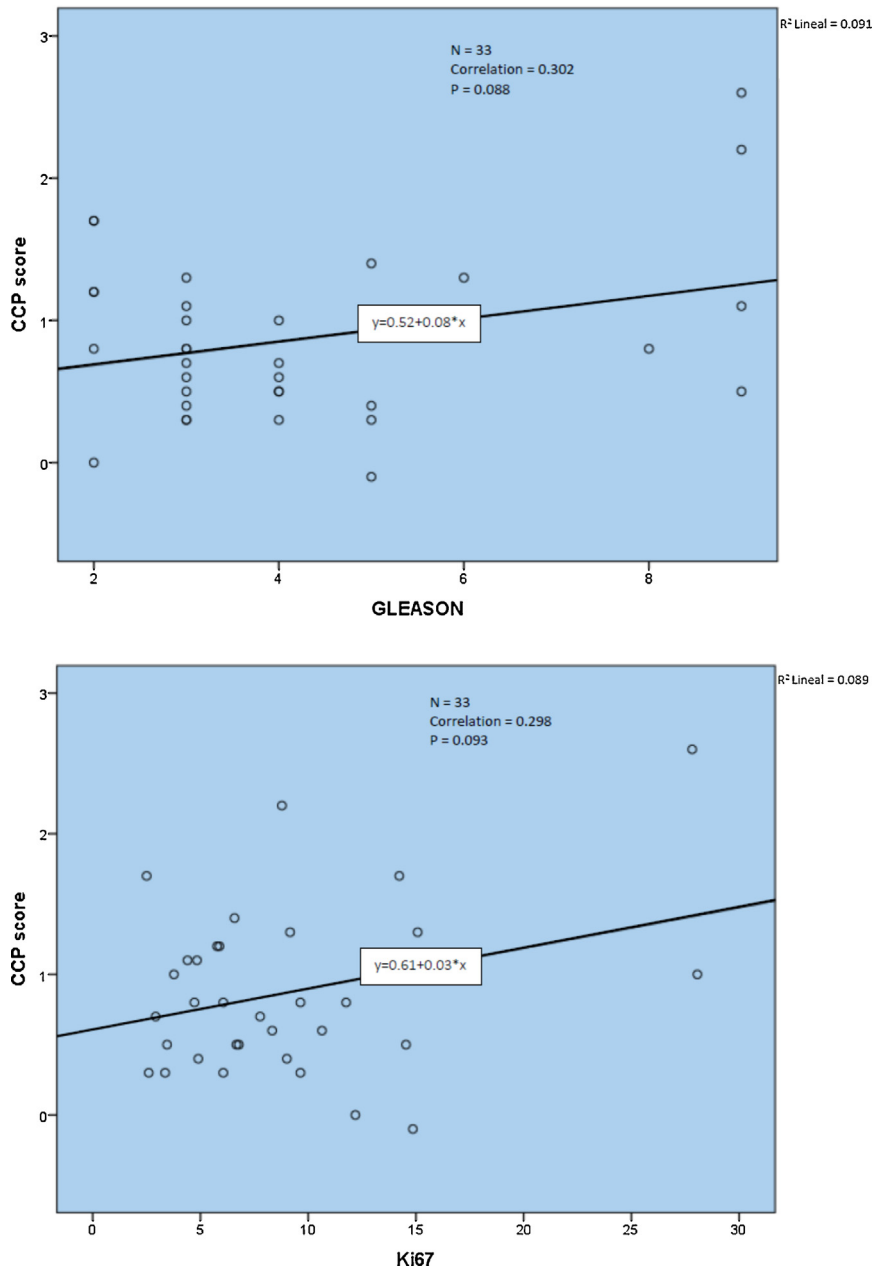 R² Lineal = 0.091
N = 33
Correlation = 0.302
P = 0.088
3
2
1
0
CCP score
y=0.52+0.08*x
2 4 6 8
GLEASON
R² Lineal = 0.089
N = 33
Correlation = 0.298
P = 0.093
3
2
1
0
CCP score
y=0.61+0.03*x
0 5 10 15 20 25 30
Ki67